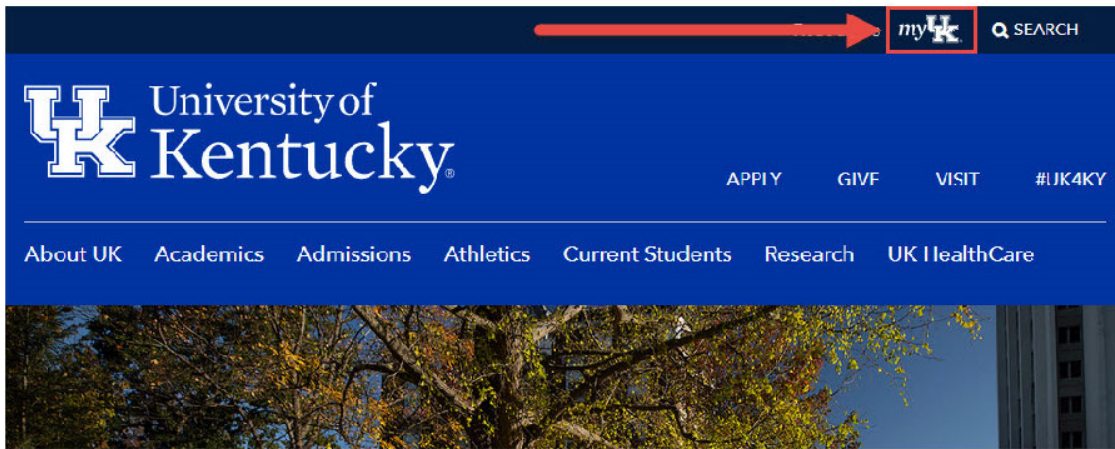 myUK
SEARCH
UK
University of
Kentucky®
APPLY GIVE VISIT #UK4KY
About UK Academics Admissions Athletics Current Students Research UK HealthCare